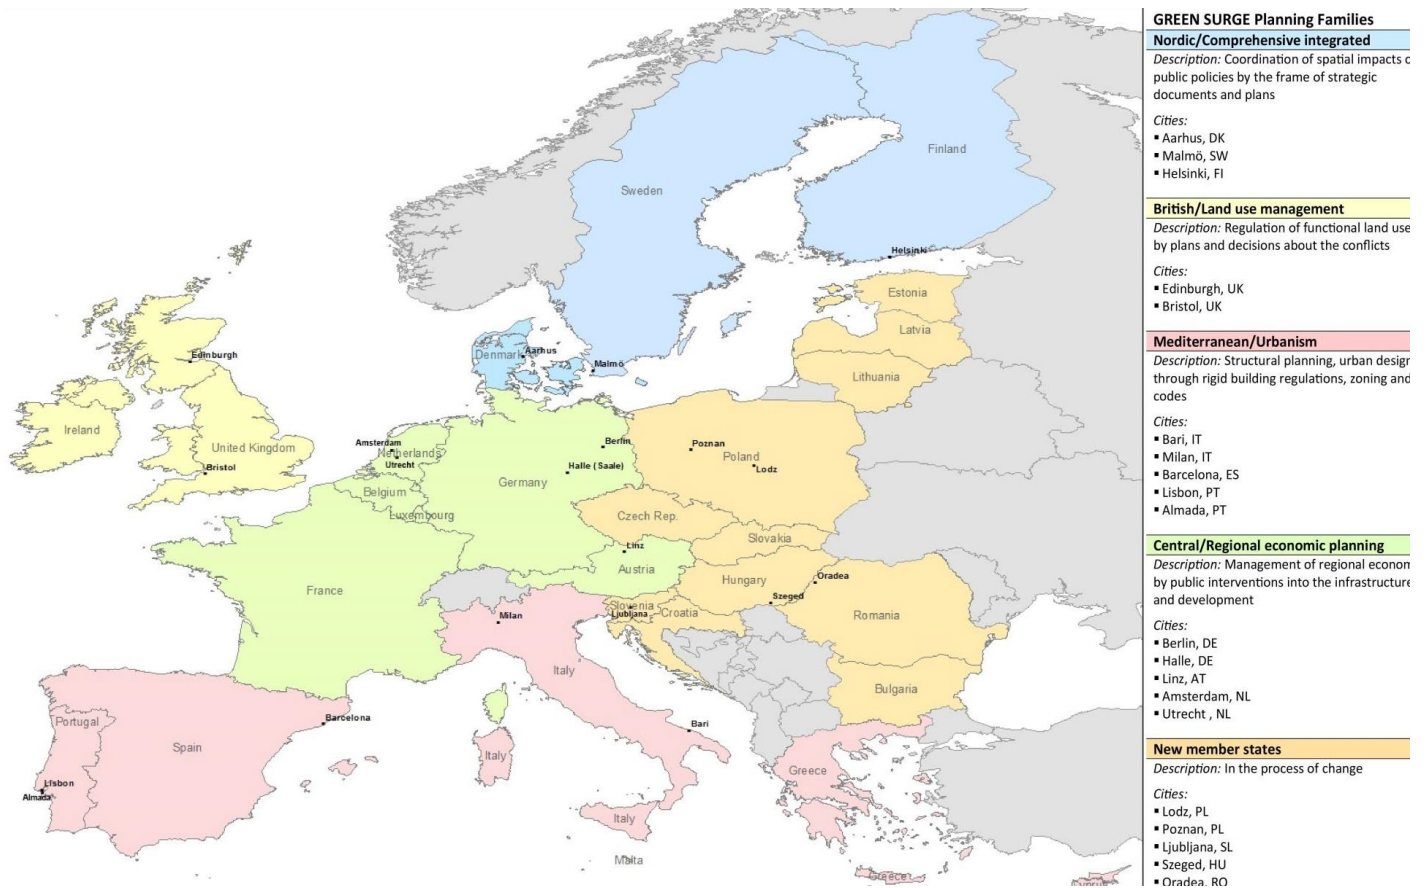 GREEN SURGE Planning Families
Nordic/Comprehensive integrated
Description: Coordination of spatial impacts o
public policies by the frame of strategic
documents and plans
Cities:
▪ Aarhus, DK
▪ Malmö, SW
▪ Helsinki, FI
British/Land use management
Description: Regulation of functional land use
by plans and decisions about the conflicts
Cities:
▪ Edinburgh, UK
▪ Bristol, UK
Mediterranean/Urbanism
Description: Structural planning, urban design
through rigid building regulations, zoning and
codes
Cities:
▪ Bari, IT
▪ Milan, IT
▪ Barcelona, ES
▪ Lisbon, PT
▪ Almada, PT
Central/Regional economic planning
Description: Management of regional econom
by public interventions into the infrastructure
and development
Cities:
▪ Berlin, DE
▪ Halle, DE
▪ Linz, AT
▪ Amsterdam, NL
▪ Utrecht , NL
New member states
Description: In the process of change
Cities:
▪ Lodz, PL
▪ Poznan, PL
▪ Ljubljana, SL
▪ Szeged, HU
▪ Oradea, RO
Finland
Sweden
Helsinki
Estonia
Latvia
Lithuania
Denmark
Aarhus
Malmö
Edinburgh
Ireland
United Kingdom
Bristol
Amsterdam
Netherlands
Utrecht
Belgium
Luxembourg
Berlin
Halle (Saale)
Germany
Poznan
Poland
Lodz
Czech Rep.
Slovakia
Linz
Austria
Hungary
Oradea
Szeged
France
Slovenia
Ljubljana
Croatia
Romania
Milan
Italy
Bulgaria
Portugal
Spain
Barcelona
Bari
Italy
Lisbon
Almada
Greece
Italy
Malta
Greece
Cyprus